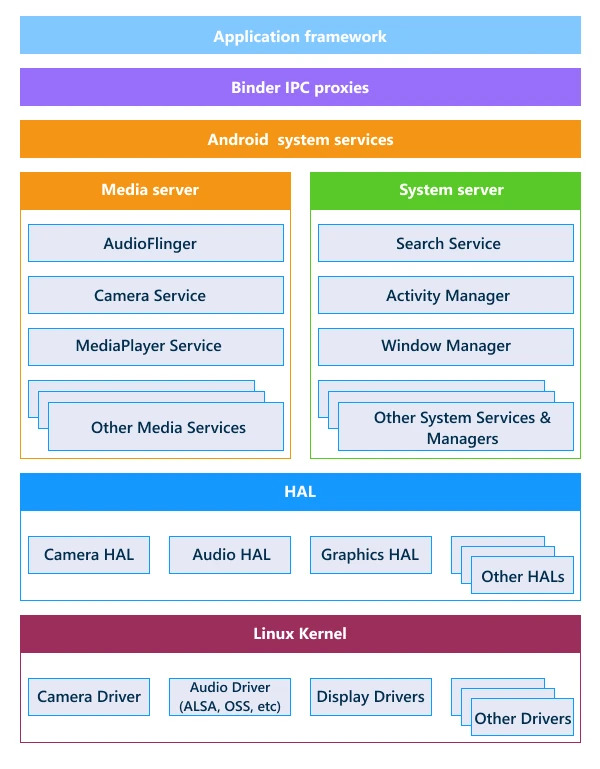 Application framework
Binder IPC proxies
Android system services
Media server
AudioFlinger
Camera Service
MediaPlayer Service
Other Media Services
System server
Search Service
Activity Manager
Window Manager
Other System Services &
Managers
HAL
Camera HAL
Audio HAL
Graphics HAL
Other HALs
Linux Kernel
Camera Driver
Audio Driver
(ALSA, OSS, etc)
Display Drivers
Other Drivers